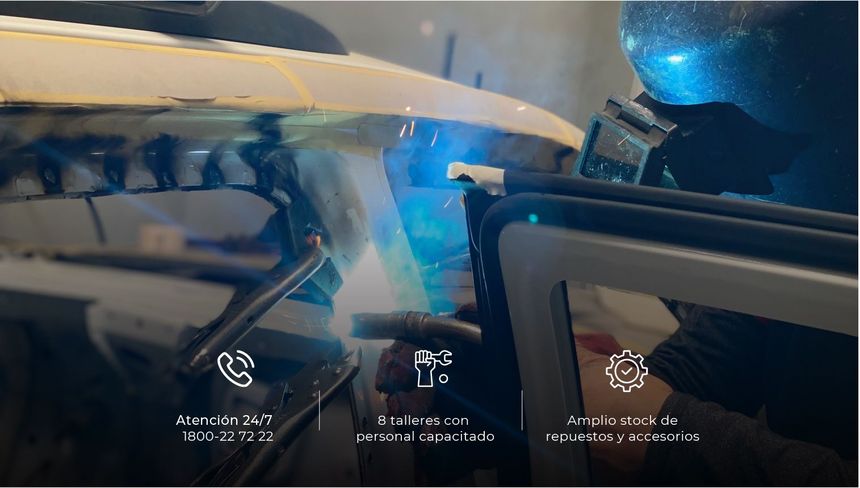 Atención 24/7
1800-22 72 22
8 talleres con
personal capacitado
Amplio stock de
repuestos y accesorios